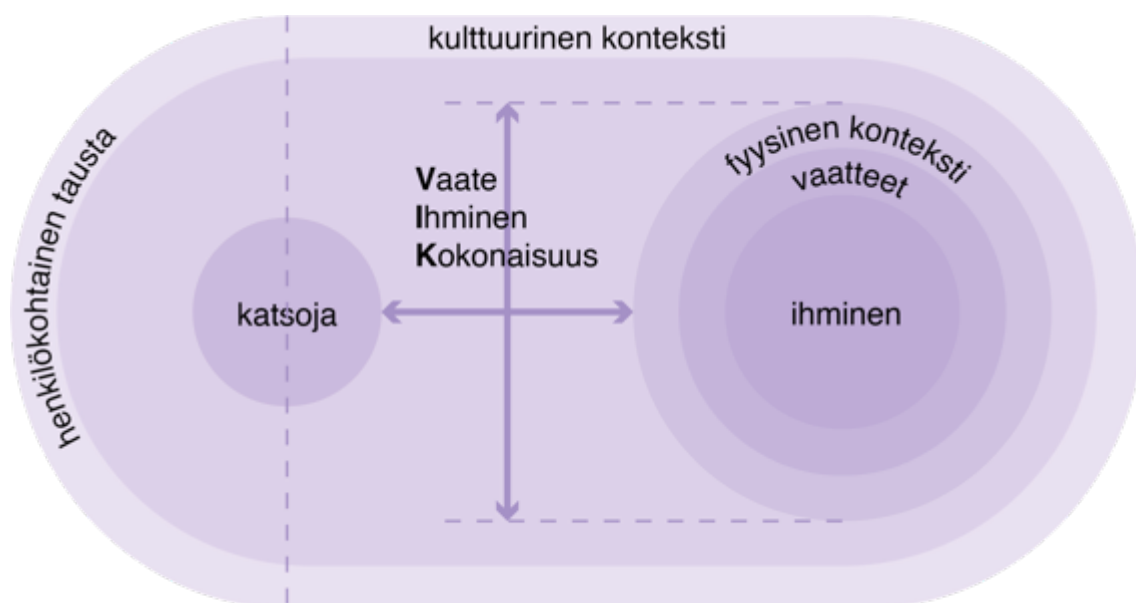 kulttuurinen konteksti
henkilökohtainen tausta
Vaate
Ihminen
Kokonaisuus
katsoja
fyysinen konteksti
vaatteet
ihminen